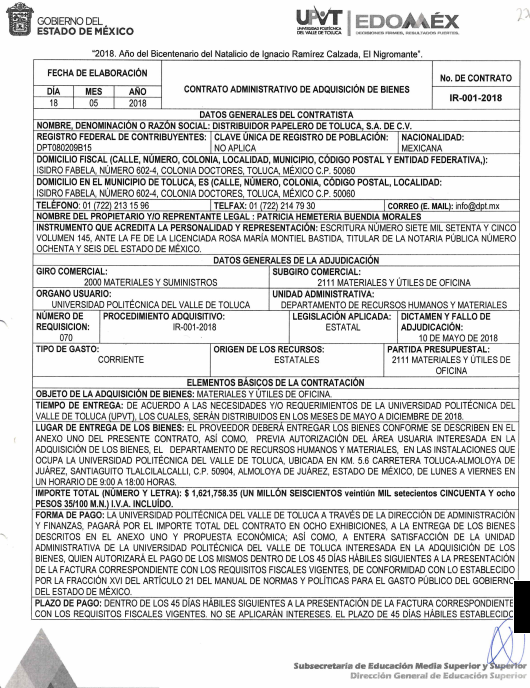 GOBIERNO DEL
ESTADO DE MÉXICO
UPVT
UNIVERSIDAD POLITÉCNICA
DEL VALLE DE TOLUCA
EDOMÉX
DECISIONES FIRMES, RESULTADOS FUERTES.
"2018. Año del Bicentenario del Natalicio de Ignacio Ramírez Calzada, El Nigromante".
FECHA DE ELABORACIÓN
DÍA MES AÑO
18 05 2018
CONTRATO ADMINISTRATIVO DE ADQUISICIÓN DE BIENES
No. DE CONTRATO
IR-001-2018
DATOS GENERALES DEL CONTRATISTA
NOMBRE, DENOMINACIÓN O RAZÓN SOCIAL: DISTRIBUIDOR PAPELERO DE TOLUCA, S.A. DE C.V.
REGISTRO FEDERAL DE CONTRIBUYENTES: CLAVE ÚNICA DE REGISTRO DE POBLACIÓN: NACIONALIDAD:
DPT080209B15 NO APLICA MEXICANA
DOMICILIO FISCAL (CALLE, NÚMERO, COLONIA, LOCALIDAD, MUNICIPIO, CÓDIGO POSTAL Y ENTIDAD FEDERATIVA,):
ISIDRO FABELA, NÚMERO 602-4, COLONIA DOCTORES, TOLUCA, MÉXICO C.P. 50060
DOMICILIO EN EL MUNICIPIO DE TOLUCA, ES (CALLE, NÚMERO, COLONIA, CÓDIGO POSTAL, LOCALIDAD:
ISIDRO FABELA, NÚMERO 602-4, COLONIA DOCTORES, TOLUCA, MÉXICO C.P. 50060
TELÉFONO: 01 (722) 213 15 96 TELFAX: 01 (722) 214 79 30 CORREO (E. MAIL): info@dpt.mx
NOMBRE DEL PROPIETARIO Y/O REPRENTANTE LEGAL : PATRICIA HEMETERIA BUENDIA MORALES
INSTRUMENTO QUE ACREDITA LA PERSONALIDAD Y REPRESENTACIÓN: ESCRITURA NÚMERO SIETE MIL SETENTA Y CINCO
VOLUMEN 145, ANTE LA FE DE LA LICENCIADA ROSA MARÍA MONTIEL BASTIDA, TITULAR DE LA NOTARIA PÚBLICA NÚMERO
OCHENTA Y SEIS DEL ESTADO DE MÉXICO.
DATOS GENERALES DE LA ADJUDICACIÓN
GIRO COMERCIAL: SUBGIRO COMERCIAL:
2000 MATERIALES Y SUMINISTROS 2111 MATERIALES Y ÚTILES DE OFICINA
ORGANO USUARIO: UNIDAD ADMINISTRATIVA:
UNIVERSIDAD POLITÉCNICA DEL VALLE DE TOLUCA DEPARTAMENTO DE RECURSOS HUMANOS Y MATERIALES
NÚMERO DE REQUISICION: 070
PROCEDIMIENTO ADQUISITIVO: IR-001-2018
LEGISLACIÓN APLICADA: ESTATAL
DICTAMEN Y FALLO DE ADJUDICACIÓN: 10 DE MAYO DE 2018
TIPO DE GASTO: CORRIENTE
ORIGEN DE LOS RECURSOS: ESTATALES
PARTIDA PRESUPUESTAL: 2111 MATERIALES Y ÚTILES DE OFICINA
ELEMENTOS BÁSICOS DE LA CONTRATACIÓN
OBJETO DE LA ADQUISICIÓN DE BIENES: MATERIALES Y ÚTILES DE OFICINA.
TIEMPO DE ENTREGA: DE ACUERDO A LAS NECESIDADES Y/O REQUERIMIENTOS DE LA UNIVERSIDAD POLITÉCNICA DEL
VALLE DE TOLUCA (UPVT), LOS CUALES, SERÁN DISTRIBUIDOS EN LOS MESES DE MAYO A DICIEMBRE DE 2018.
LUGAR DE ENTREGA DE LOS BIENES: EL PROVEEDOR DEBERÁ ENTREGAR LOS BIENES CONFORME SE DESCRIBEN EN EL
ANEXO UNO DEL PRESENTE CONTRATO, ASÍ COMO, PREVIA AUTORIZACIÓN DEL ÁREA USUARIA INTERESADA EN LA
ADQUISICIÓN DE LOS BIENES, EL DEPARTAMENTO DE RECURSOS HUMANOS Y MATERIALES, EN LAS INSTALACIONES QUE
OCUPA LA UNIVERSIDAD POLITÉCNICA DEL VALLE DE TOLUCA, UBICADA EN KM. 5.6 CARRETERA TOLUCA-ALMOLOYA DE
JUÁREZ, SANTIAGUITO TLALCILALCALLI, C.P. 50904, ALMOLOYA DE JUÁREZ, ESTADO DE MÉXICO, DE LUNES A VIERNES EN
UN HORARIO DE 9:00 A 18:00 HORAS.
IMPORTE TOTAL (NÚMERO Y LETRA): $ 1,621,758.35 (UN MILLÓN SEISCIENTOS veintiún MIL setecientos CINCUENTA Y ocho
PESOS 35/100 M.N.) I.V.A. INCLUÍDO.
FORMA DE PAGO: LA UNIVERSIDAD POLITÉCNICA DEL VALLE DE TOLUCA A TRAVÉS DE LA DIRECCIÓN DE ADMINISTRACIÓN
Y FINANZAS, PAGARÁ POR EL IMPORTE TOTAL DEL CONTRATO EN OCHO EXHIBICIONES, A LA ENTREGA DE LOS BIENES
DESCRITOS EN EL ANEXO UNO Y PROPUESTA ECONÓMICA; ASÍ COMO, A ENTERA SATISFACCIÓN DE LA UNIDAD
ADMINISTRATIVA DE LA UNIVERSIDAD POLITÉCNICA DEL VALLE DE TOLUCA INTERESADA EN LA ADQUISICIÓN DE LOS
BIENES, QUIEN AUTORIZARÁ EL PAGO DE LOS MISMOS DENTRO DE LOS 45 DÍAS HÁBILES SIGUIENTES A LA PRESENTACIÓN
DE LA FACTURA CORRESPONDIENTE CON LOS REQUISITOS FISCALES VIGENTES, DE CONFORMIDAD CON LO ESTABLECIDO
POR LA FRACCIÓN XVI DEL ARTÍCULO 21 DEL MANUAL DE NORMAS Y POLÍTICAS PARA EL GASTO PÚBLICO DEL GOBIERNO
DEL ESTADO DE MÉXICO.
PLAZO DE PAGO: DENTRO DE LOS 45 DÍAS HÁBILES SIGUIENTES A LA PRESENTACIÓN DE LA FACTURA CORRESPONDIENTE
CON LOS REQUISITOS FISCALES VIGENTES. NO SE APLICARÁN INTERESES. EL PLAZO DE 45 DÍAS HÁBILES ESTABLECIDO
Subsecretaría de Educación Media Superior y Superior
Dirección General de Educación Superior